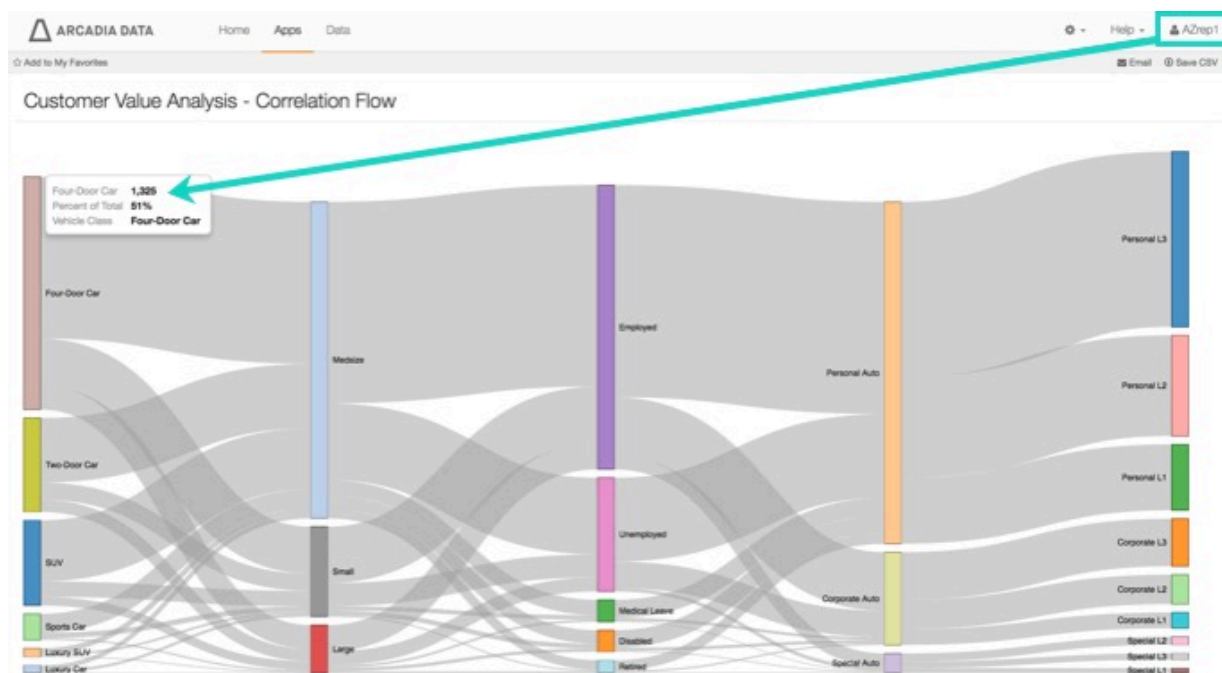 ARCADIA DATA Home Apps Data Help AZrep1
Add to My Favorites Email Save CSV
Customer Value Analysis - Correlation Flow
Four-Door Car 1,325
Percent of Total 51%
Vehicle Class Four-Door Car
Four-Door Car
Two-Door Car
SUV
Sports Car
Luxury SUV
Luxury Car
Medsize
Small
Large
Employed
Unemployed
Medical Leave
Disabled
Retired
Personal Auto
Corporate Auto
Special Auto
Personal L3
Personal L2
Personal L1
Corporate L3
Corporate L2
Corporate L1
Special L2
Special L3
Special L1